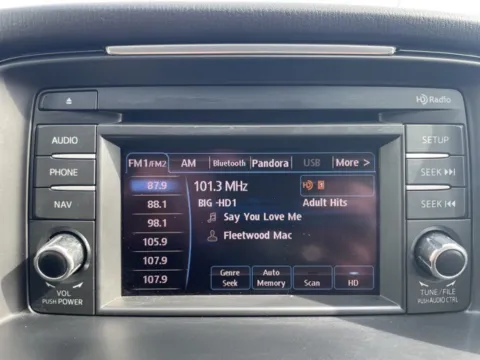 HD Radio
AUDIO
PHONE
NAV
VOL
PUSH POWER
FM1/FM2 AM Bluetooth Pandora USB More >
87.9
88.1
98.1
105.9
107.9
107.9
101.3 MHz
HD
BIG -HD1 Adult Hits
Say You Love Me
Fleetwood Mac
Genre Seek
Auto Memory
Scan
HD
SETUP
SEEK
SEEK
TUNE/FILE
PUSH AUDIO CTRL